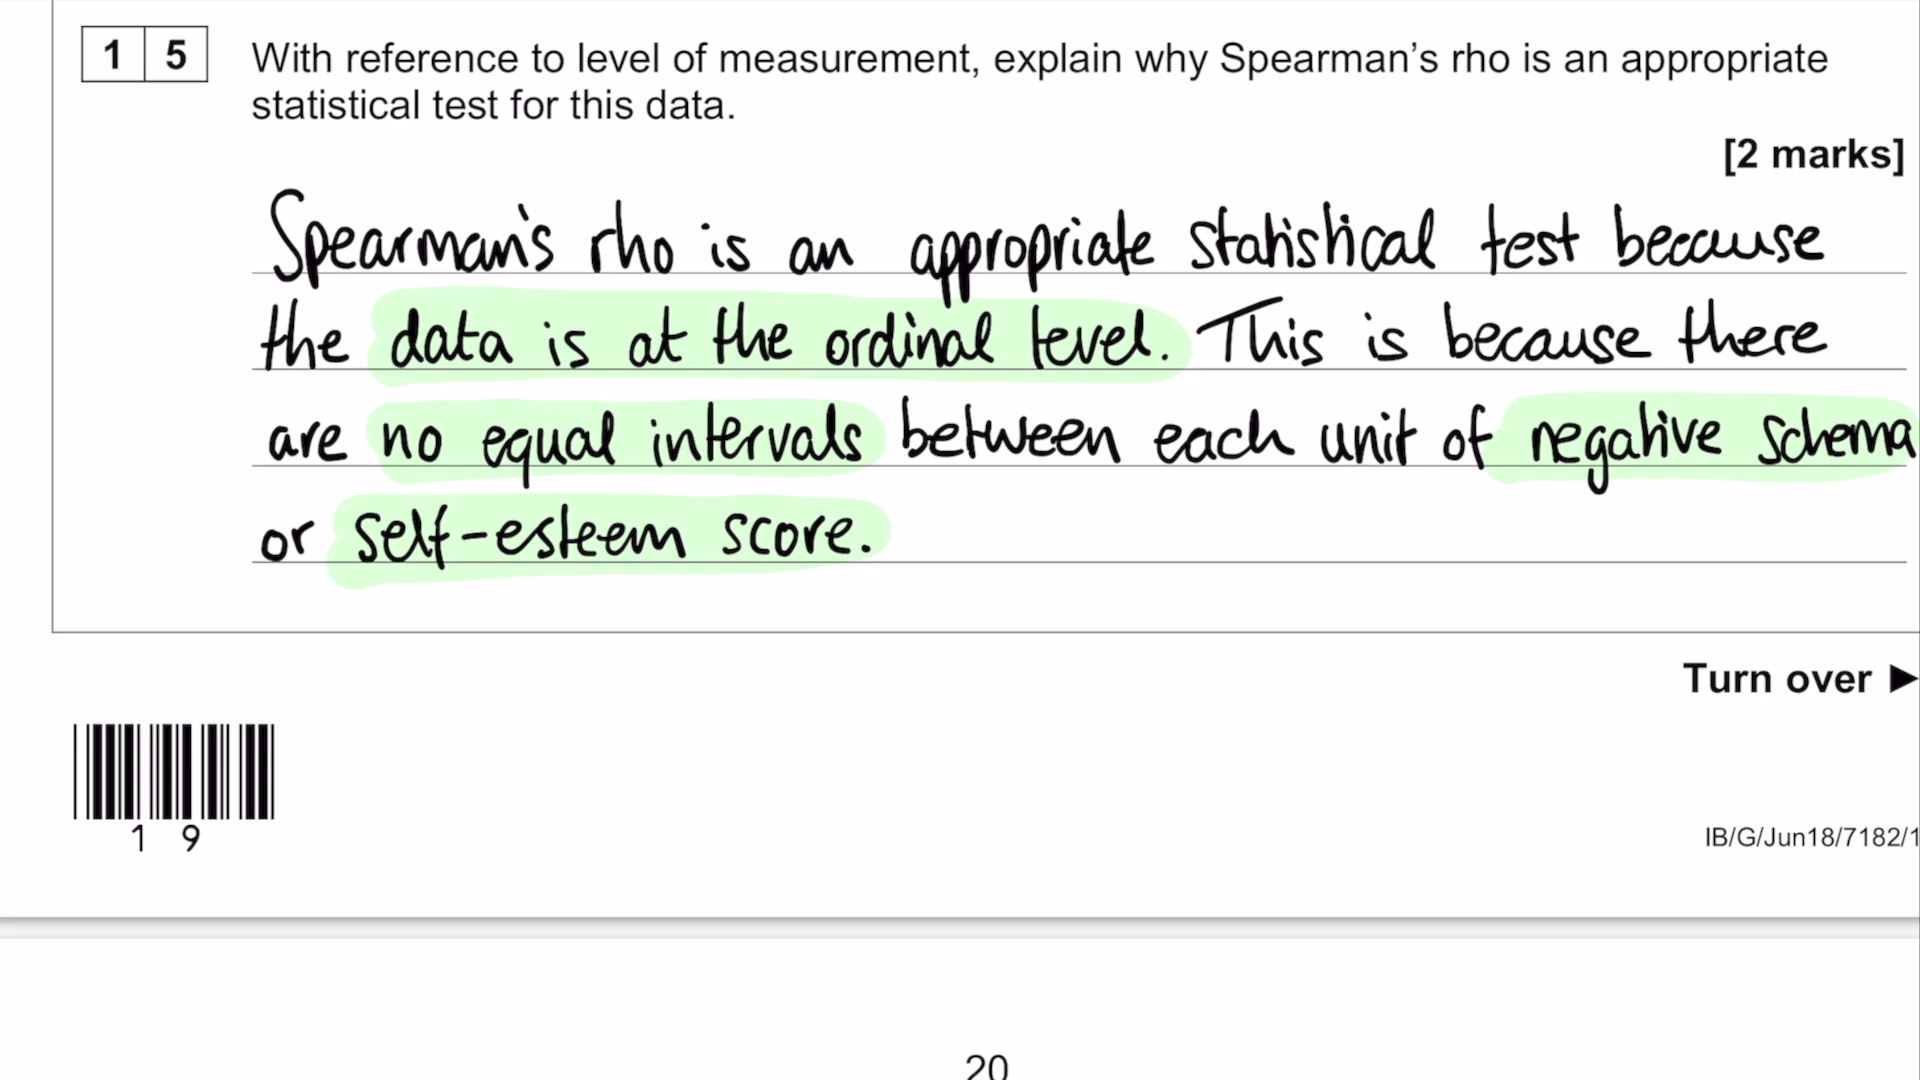 1 5 With reference to level of measurement, explain why Spearman's rho is an appropriate
statistical test for this data.
[2 marks]
Spearman's rho is an appropriate statistical test because
the data is at the ordinal level. This is because there
are no equal intervals between each unit of negative schema
or self-esteem score.
Turn over ►
1 9
IB/G/Jun18/7182/1
20